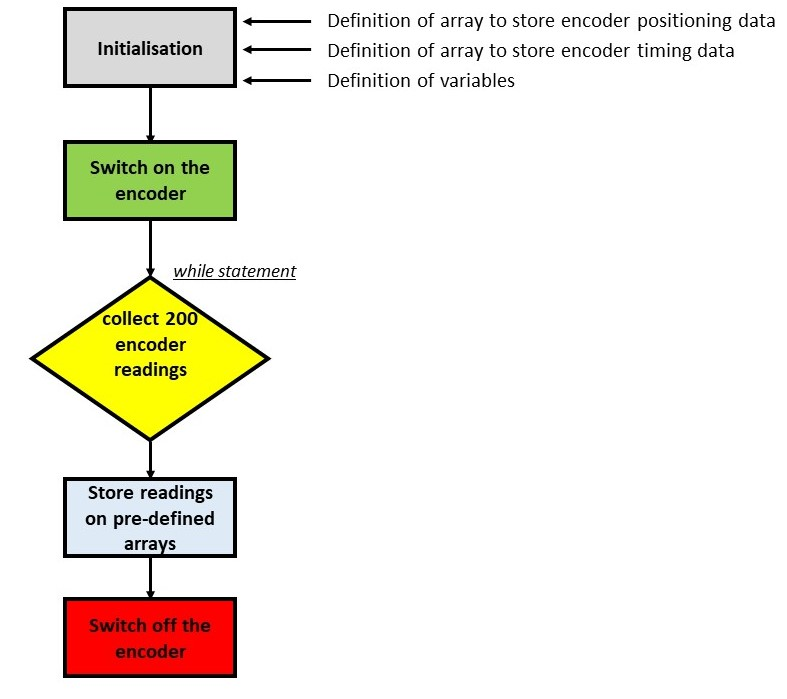 Initialisation
Definition of array to store encoder positioning data
Definition of array to store encoder timing data
Definition of variables
Switch on the
encoder
while statement
collect 200
encoder
readings
Store readings
on pre-defined
arrays
Switch off the
encoder